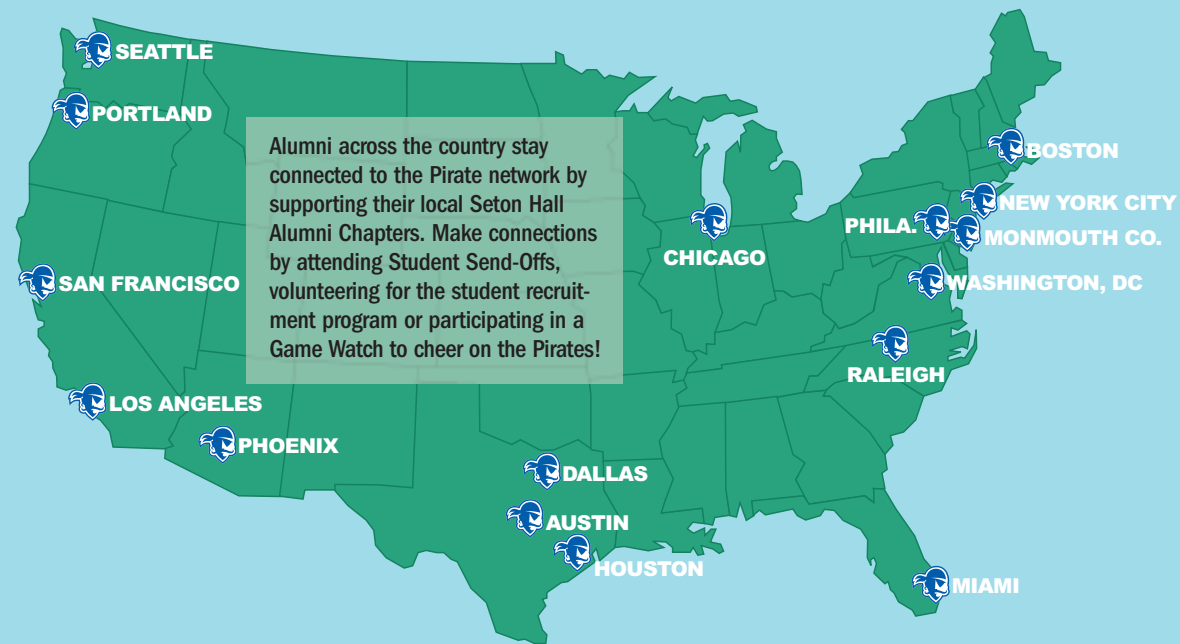 SEATTLE
PORTLAND
Alumni across the country stay
connected to the Pirate network by
supporting their local Seton Hall
Alumni Chapters. Make connections
by attending Student Send-Offs,
volunteering for the student recruit-
ment program or participating in a
Game Watch to cheer on the Pirates!
BOSTON
NEW YORK CITY
PHILA.
MONMOUTH CO.
CHICAGO
WASHINGTON, DC
SAN FRANCISCO
RALEIGH
LOS ANGELES
PHOENIX
DALLAS
AUSTIN
HOUSTON
MIAMI